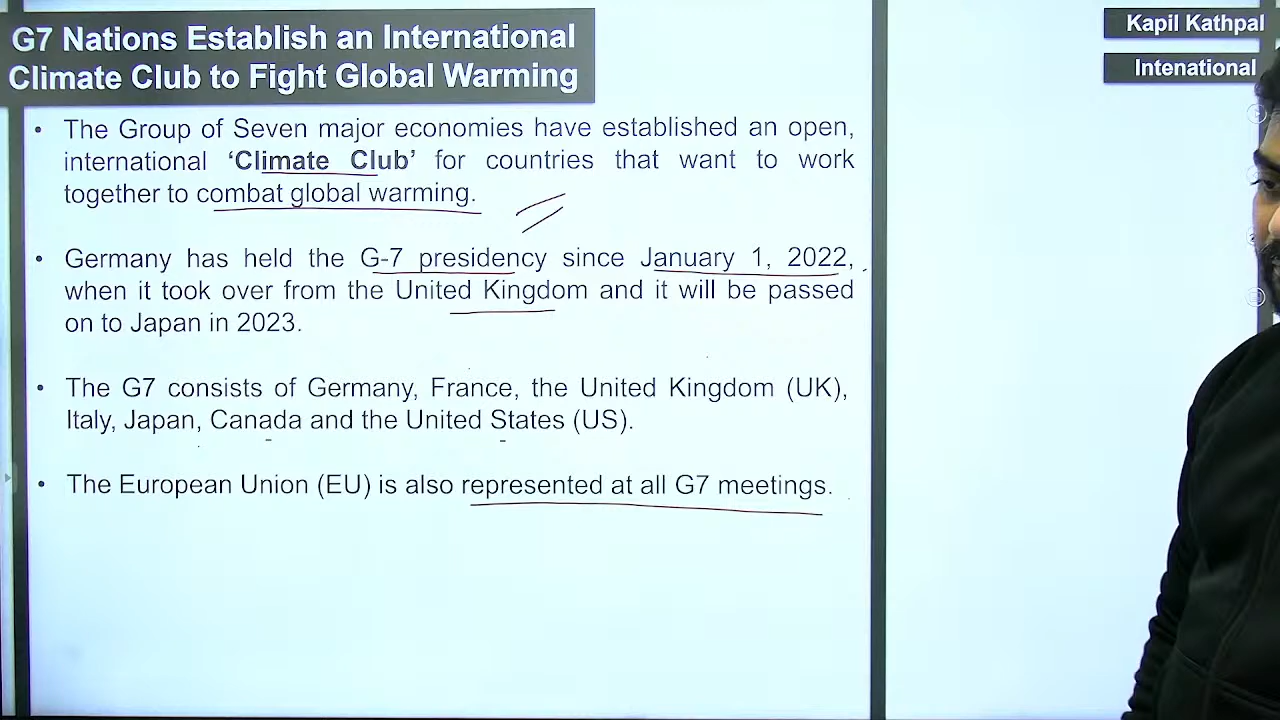 G7 Nations Establish an International
Climate Club to Fight Global Warming
Kapil Kathpal
Intenational
• The Group of Seven major economies have established an open,
international ‘Climate Club’ for countries that want to work
together to combat global warming.
• Germany has held the G-7 presidency since January 1, 2022,
when it took over from the United Kingdom and it will be passed
on to Japan in 2023.
• The G7 consists of Germany, France, the United Kingdom (UK),
Italy, Japan, Canada and the United States (US).
• The European Union (EU) is also represented at all G7 meetings.